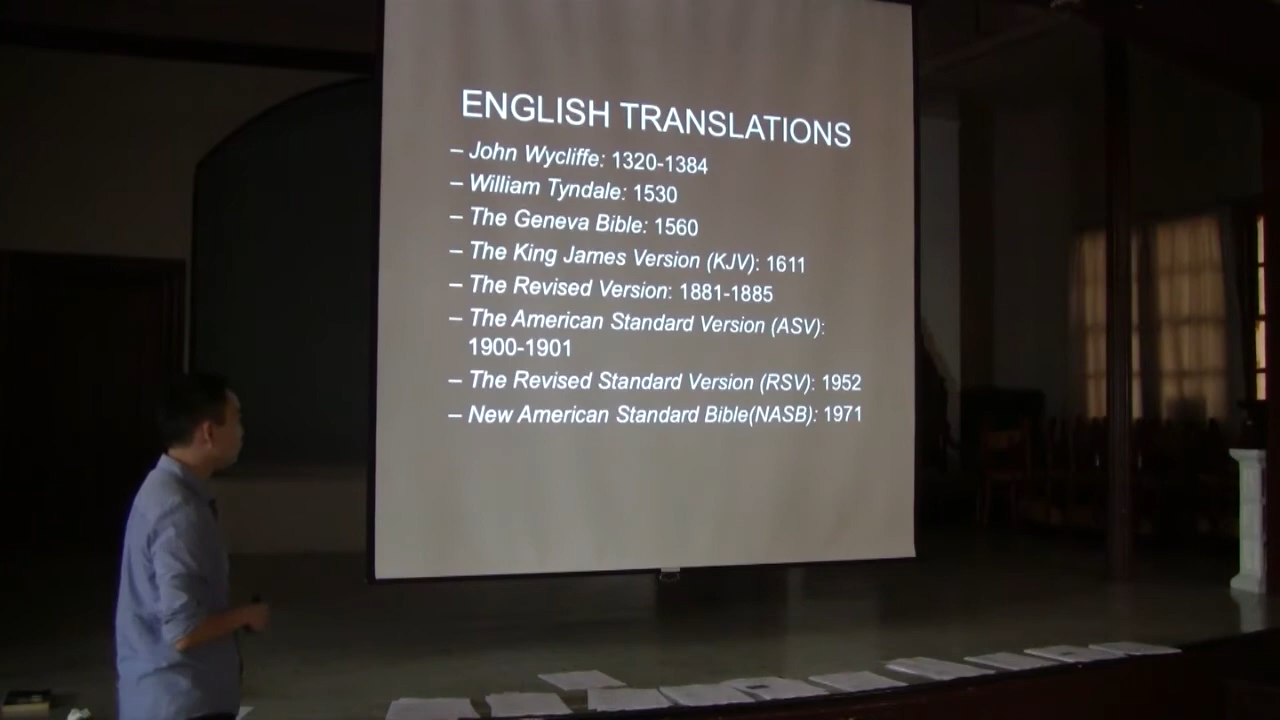 ENGLISH TRANSLATIONS
– John Wycliffe: 1320-1384
– William Tyndale: 1530
– The Geneva Bible: 1560
– The King James Version (KJV): 1611
– The Revised Version: 1881-1885
– The American Standard Version (ASV):
1900-1901
– The Revised Standard Version (RSV): 1952
– New American Standard Bible(NASB): 1971